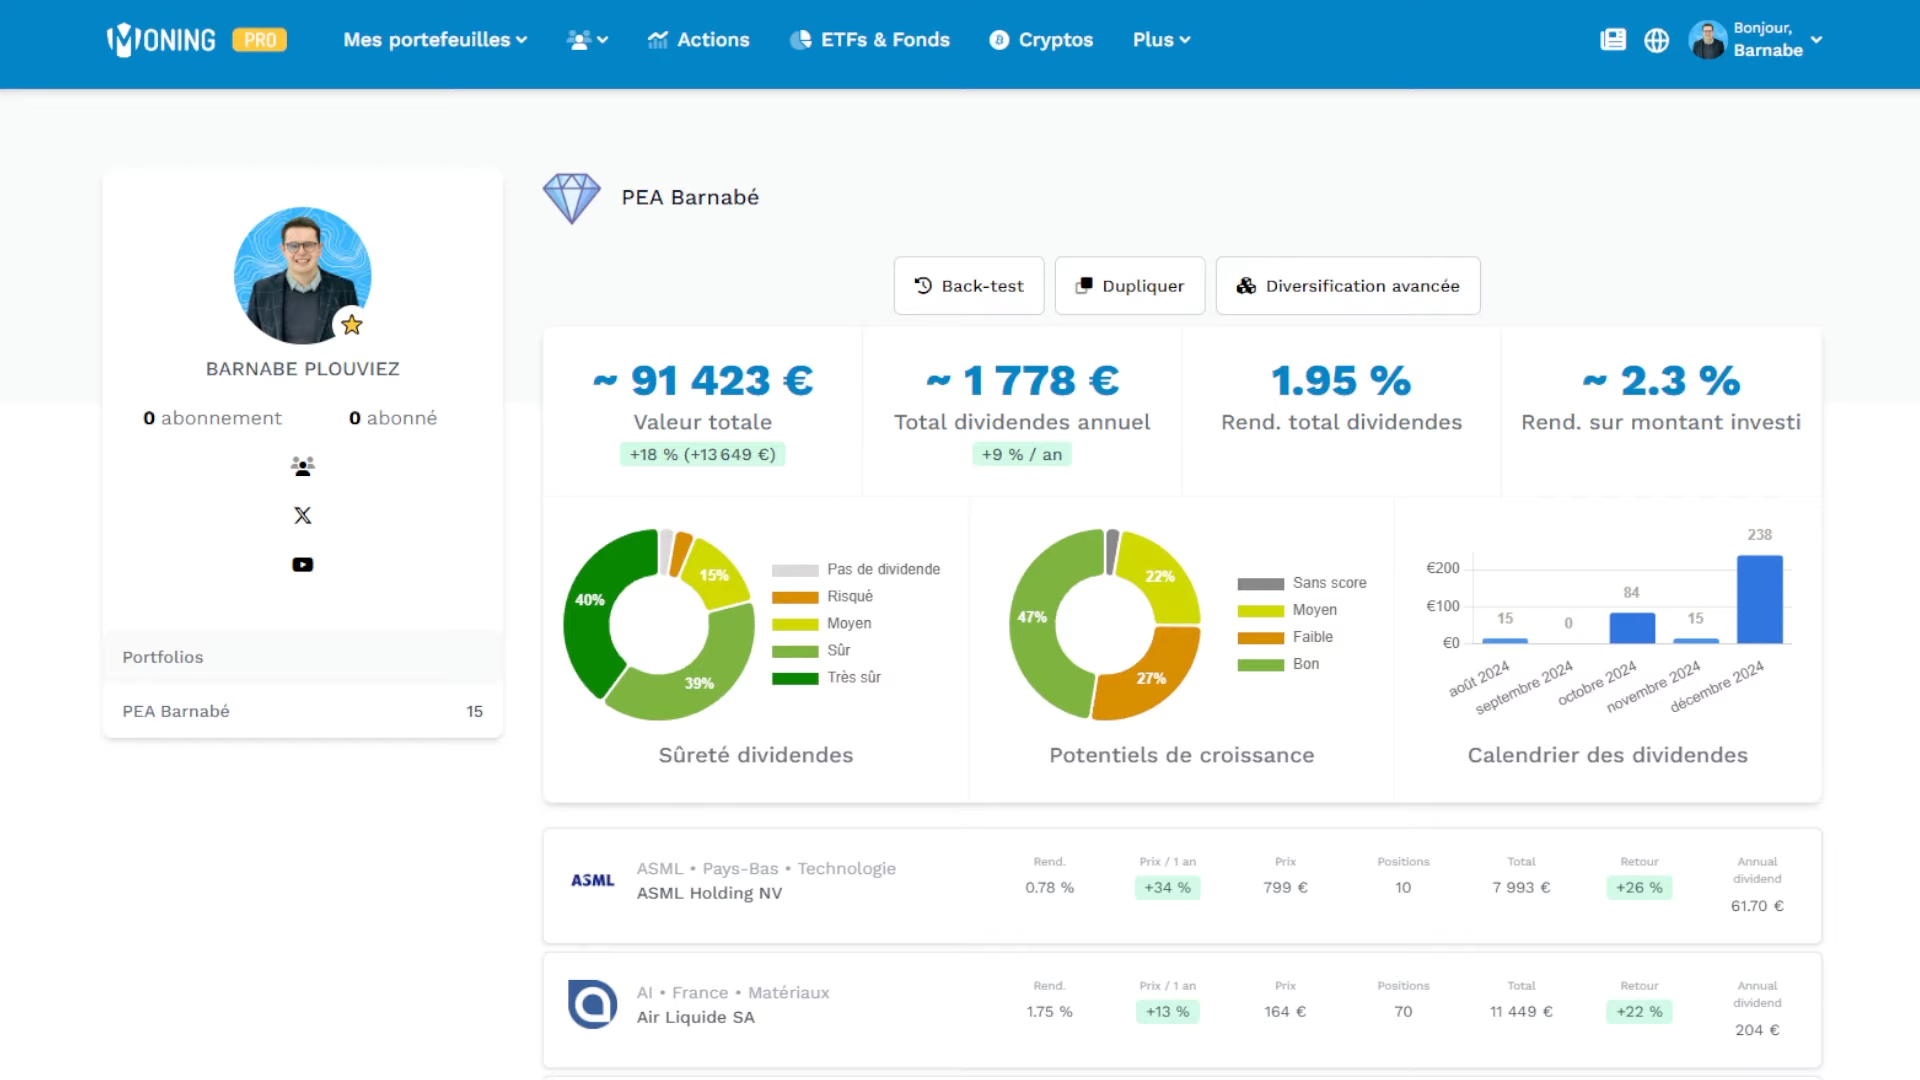 MONING PRO
Mes portefeuilles
Actions
ETFs & Fonds
Cryptos
Plus
Bonjour,
Barnabe
BARNABE PLOUVIEZ
0 abonnement
0 abonné
Portfolios
PEA Barnabé 15
PEA Barnabé
Back-test
Dupliquer
Diversification avancée
~ 91 423 €
Valeur totale
+18 % (+13 649 €)
~ 1 778 €
Total dividendes annuel
+9 % / an
1.95 %
Rend. total dividendes
~ 2.3 %
Rend. sur montant investi
40%
15%
39%
Pas de dividende
Risqué
Moyen
Sûr
Très sûr
Sûreté dividendes
47%
22%
27%
Sans score
Moyen
Faible
Bon
Potentiels de croissance
€200
€100
€0
15
0
84
15
238
août 2024
septembre 2024
octobre 2024
novembre 2024
décembre 2024
Calendrier des dividendes
ASML
ASML • Pays-Bas • Technologie
ASML Holding NV
Rend.
0.78 %
Prix / 1 an
+34 %
Prix
799 €
Positions
10
Total
7 993 €
Retour
+26 %
Annual
dividend
61.70 €
AI • France • Matériaux
Air Liquide SA
Rend.
1.75 %
Prix / 1 an
+13 %
Prix
164 €
Positions
70
Total
11 449 €
Retour
+22 %
Annual
dividend
204 €